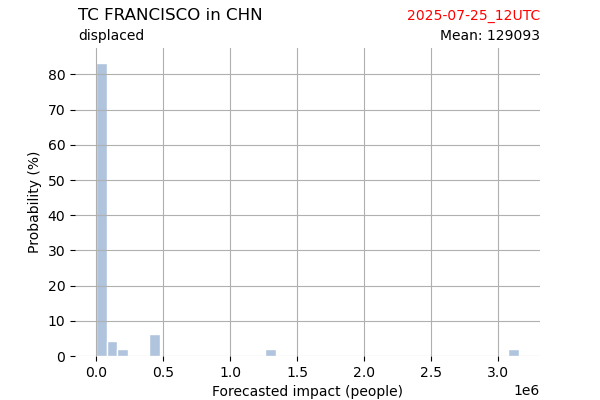 TC FRANCISCO in CHN
2025-07-25_12UTC
displaced
Mean: 129093
Probability (%)
80
70
60
50
40
30
20
10
0
0.0 0.5 1.0 1.5 2.0 2.5 3.0
1e6
Forecasted impact (people)